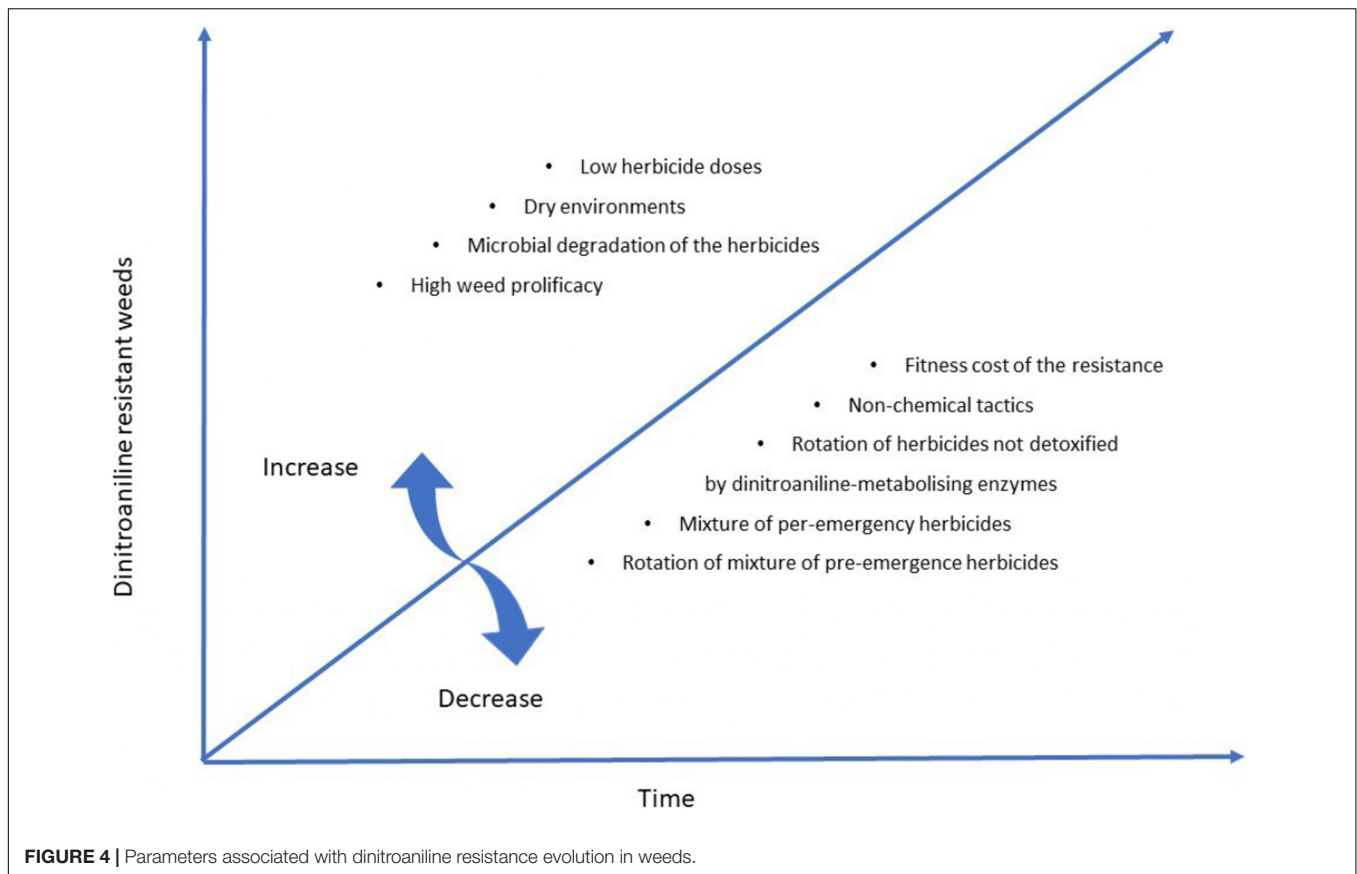 Dinitroaniline resistant weeds
• Low herbicide doses
• Dry environments
• Microbial degradation of the herbicides
• High weed prolificacy
• Fitness cost of the resistance
• Non-chemical tactics
• Rotation of herbicides not detoxified
by dinitroaniline-metabolising enzymes
• Mixture of per-emergency herbicides
• Rotation of mixture of pre-emergence herbicides
Increase
Decrease
Time
FIGURE 4 | Parameters associated with dinitroaniline resistance evolution in weeds.